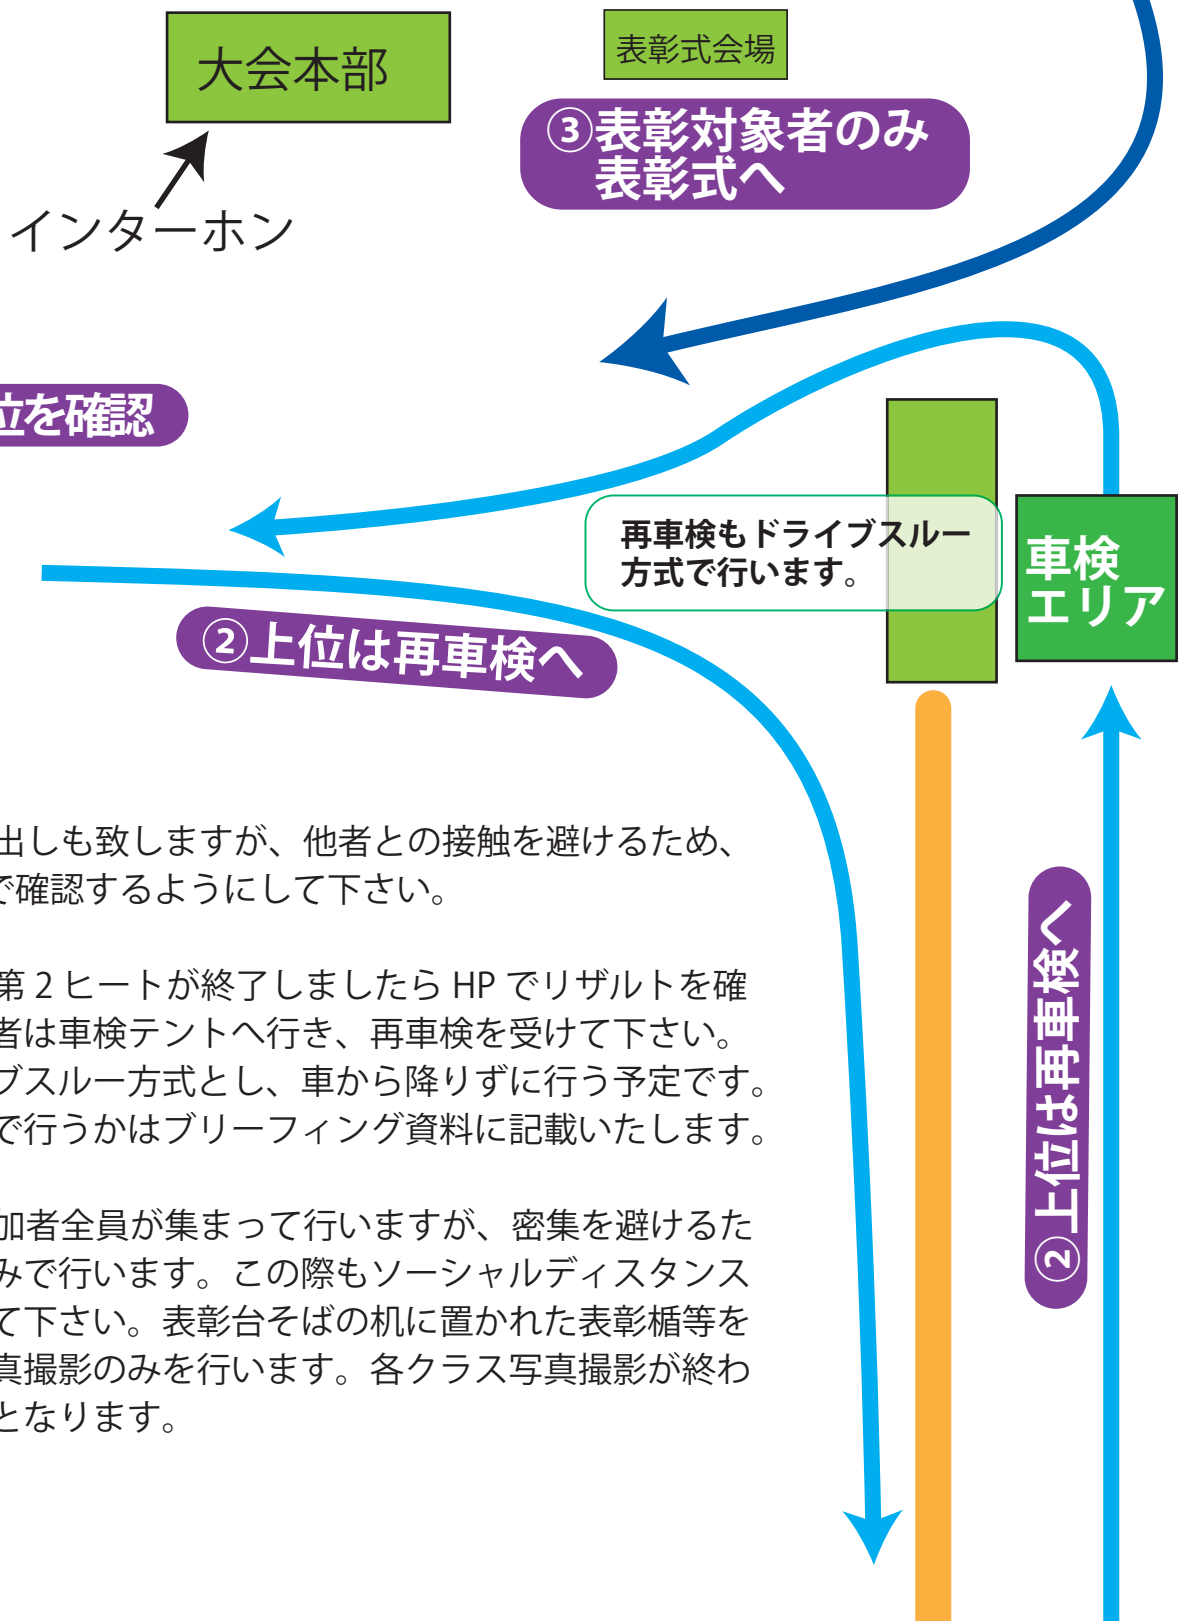 大会本部
表彰式会場
③表彰対象者のみ
表彰式へ
インターホン
位を確認
再車検もドライブスルー
方式で行います。
車検
エリア
②上位は再車検へ
出しも致しますが、他者との接触を避けるため、
で確認するようにして下さい。
第 2 ヒートが終了しましたら HP でリザルトを確
者は車検テントへ行き、再車検を受けて下さい。
ブスルー方式とし、車から降りずに行う予定です。
で行うかはブリーフィング資料に記載いたします。
加者全員が集まって行いますが、密集を避けるた
みで行います。この際もソーシャルディスタンス
て下さい。表彰台そばの机に置かれた表彰楯等を
真撮影のみを行います。各クラス写真撮影が終わ
となります。
②上位は再車検へ